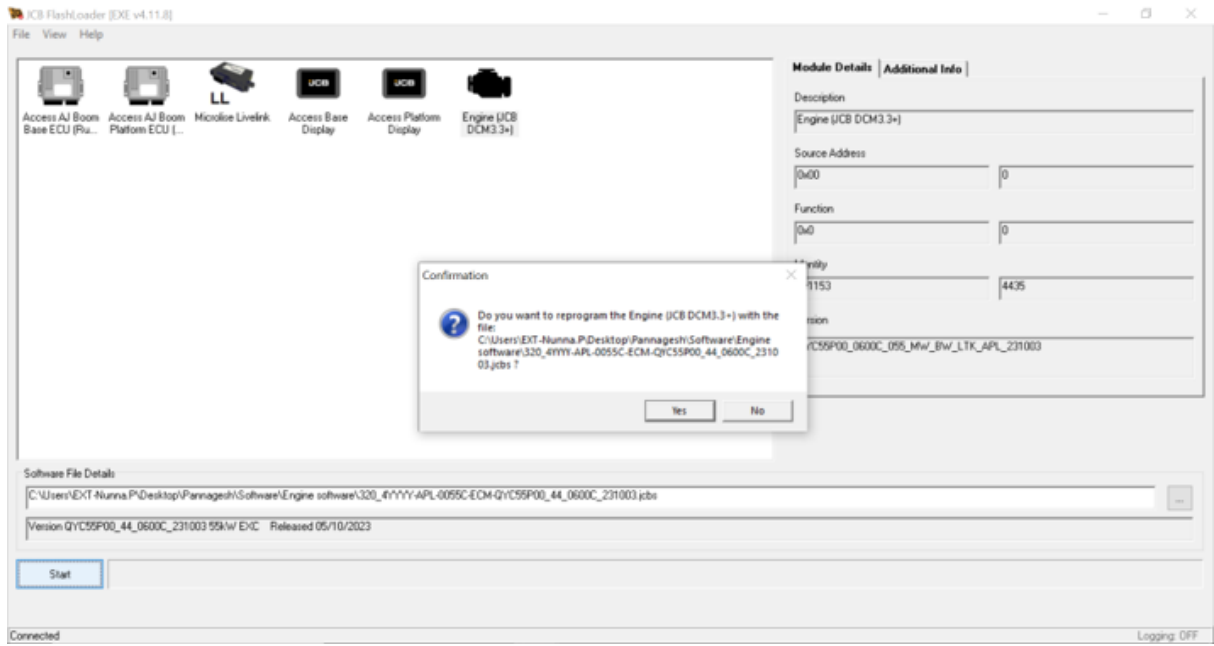 JCB FlashLoader [EXE v4.11.8]
File View Help
LL
JCB
JCB
Access AJ Boom Base ECU (Ru...
Access AJ Boom Platform ECU (...
Microlise Livelink
Access Base Display
Access Platform Display
Engine (JCB DCM3.3+)
Module Details Additional Info
Description
Engine (JCB DCM3.3+)
Source Address
0x00 0
Function
0x0 0
1153 4435
YC55P00_0600C_055_MW_BW_LTK_APL_231003
Confirmation
Do you want to reprogram the Engine (JCB DCM3.3+) with the
file:
C:\Users\EXT-Nunna.P\Desktop\Pannagesh\Software\Engine
software\320_4YYYY-APL-0055C-ECM-QYC55P00_44_0600C_2310
03.jcbs ?
Yes No
Software File Details
C:\Users\EXT-Nunna.P\Desktop\Pannagesh\Software\Engine software\320_4YYYY-APL-0055C-ECM-QYC55P00_44_0600C_231003.jcbs
...
Version QYC55P00_44_0600C_231003 55kW EXC Released 05/10/2023
Start
Connected Logging: OFF